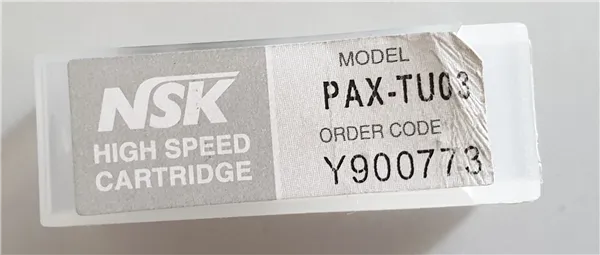 NSK
HIGH SPEED
CARTRIDGE
MODEL
PAX-TU03
ORDER CODE
Y900773